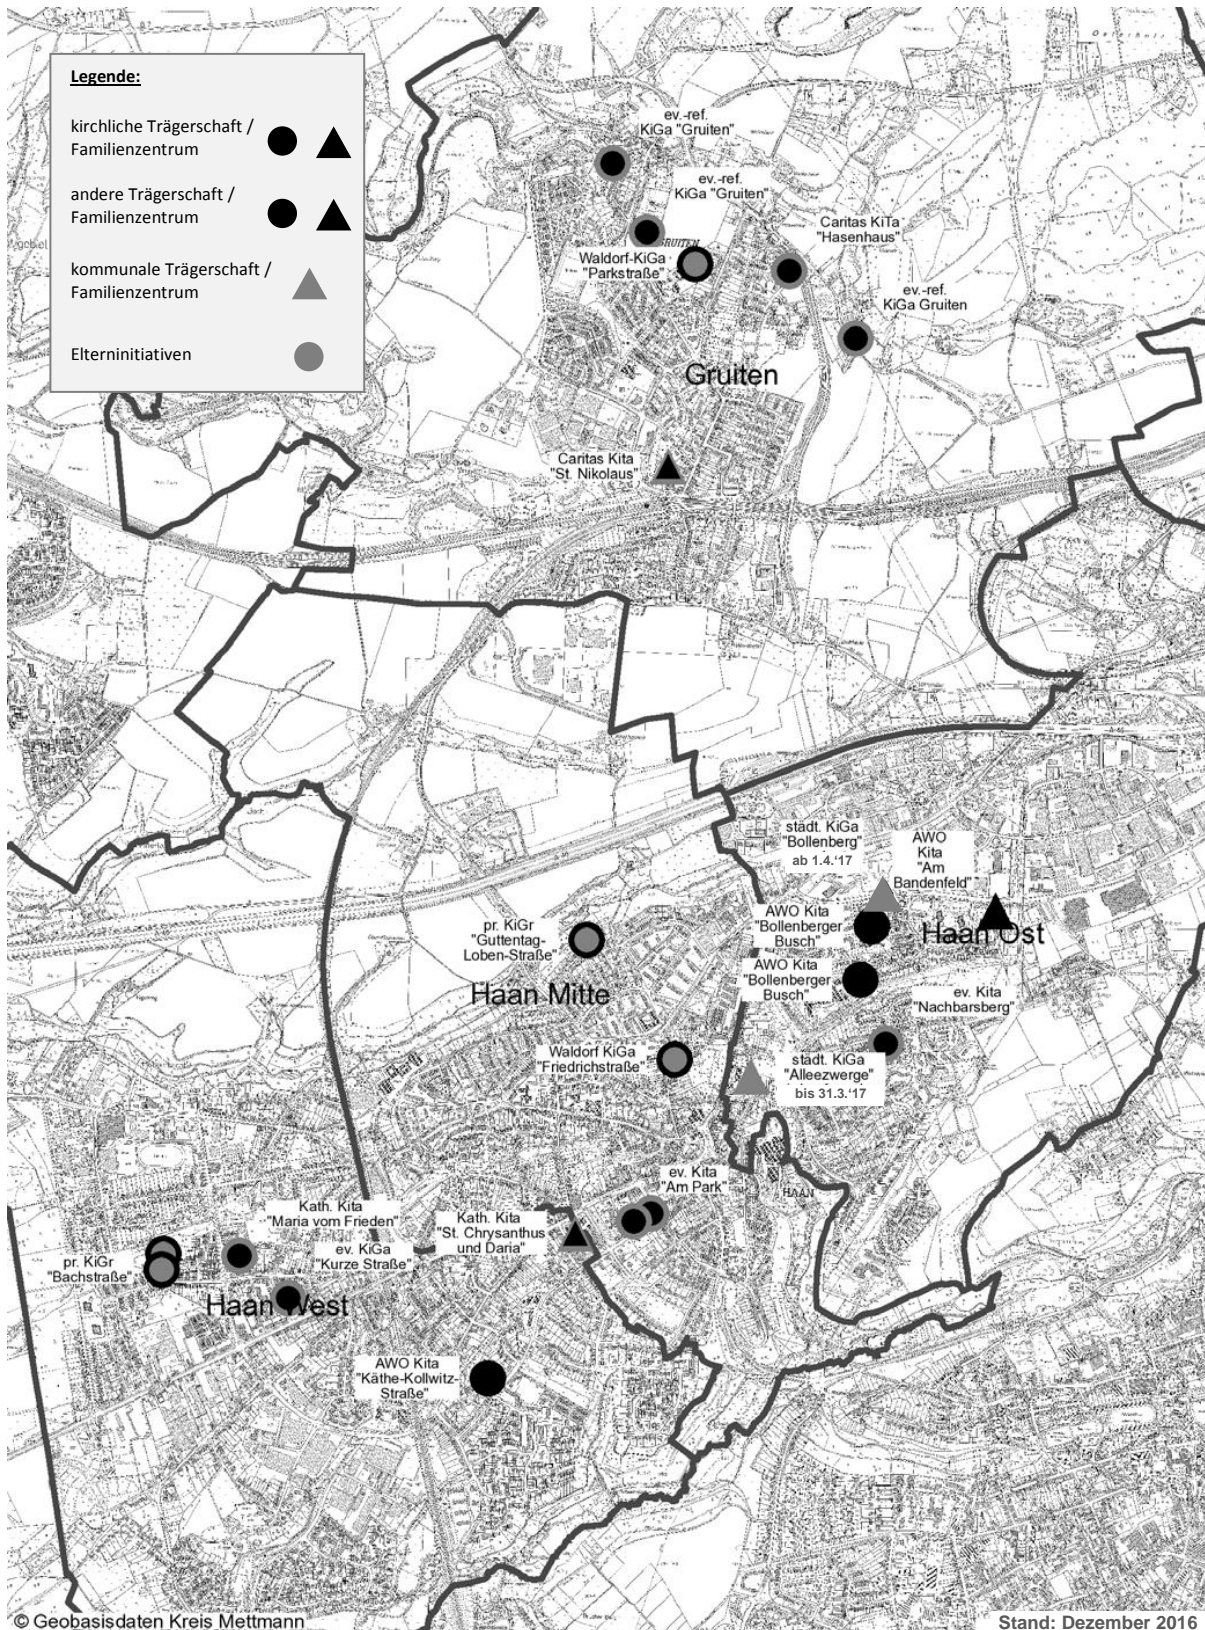 Legende:
kirchliche Trägerschaft /
Familienzentrum
andere Trägerschaft /
Familienzentrum
kommunale Trägerschaft /
Familienzentrum
Elterninitiativen
ev.-ref.
KiGa "Gruiten"
ev.-ref.
KiGa "Gruiten"
Caritas KiTa
"Hasenhaus"
GRUITEN
Waldorf-KiGa
"Parkstraße"
ev.-ref.
KiGa Gruiten
Gruiten
Caritas Kita
"St. Nikolaus"
städt. KiGa
"Bollenberg"
ab 1.4.'17
AWO
Kita
"Am
Bandenfeld"
AWO Kita
"Bollenberger
Busch"
Haan Ost
pr. KiGr
"Guttentag-
Loben-Straße"
Haan Mitte
AWO Kita
"Bollenberger
Busch"
ev. Kita
"Nachbarsberg"
Waldorf KiGa
"Friedrichstraße"
städt. KiGa
"Alleezwerge"
bis 31.3.'17
ev. Kita
"Am Park"
HAAN
Kath. Kita
"Maria vom Frieden"
Kath. Kita
"St. Chrysanthus
und Daria"
ev. KiGa
"Kurze Straße"
pr. KiGr
"Bachstraße"
Haan West
AWO Kita
"Käthe-Kollwitz-
Straße"
© Geobasisdaten Kreis Mettmann
Stand: Dezember 2016